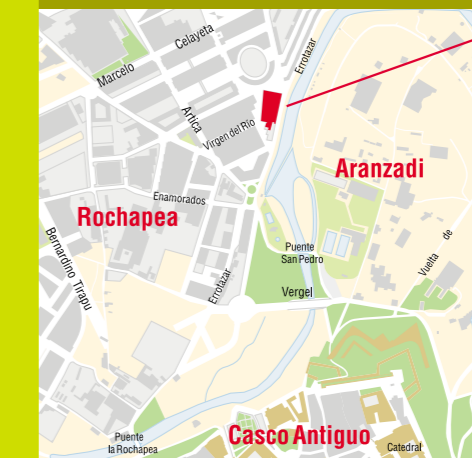 Celayeta
Marcelo
Errotazar
Artica
Virgen del Rio
Aranzadi
Enamorados
Rochapea
Bernardino Tirapu
Puente
San Pedro
Vuelta de
Errotazar
Vergel
Puente
la Rochapea
Casco Antiguo
Catedral